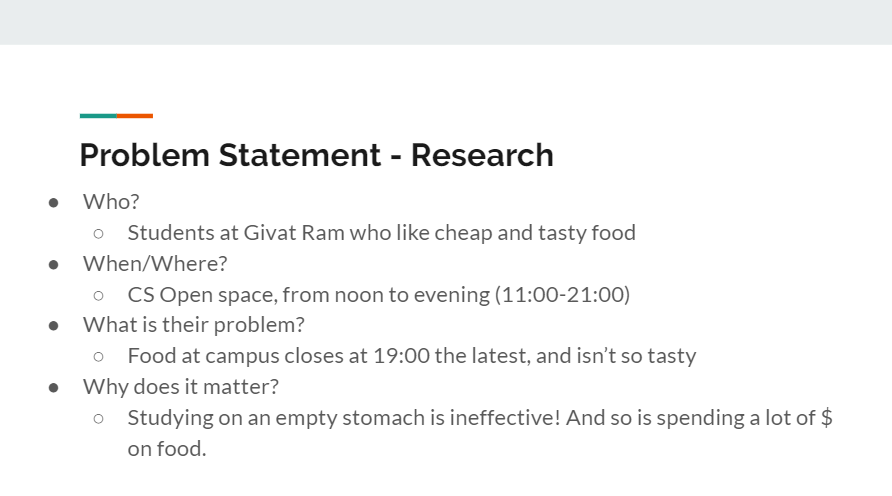 Problem Statement - Research
● Who?
○ Students at Givat Ram who like cheap and tasty food
● When/Where?
○ CS Open space, from noon to evening (11:00-21:00)
● What is their problem?
○ Food at campus closes at 19:00 the latest, and isn’t so tasty
● Why does it matter?
○ Studying on an empty stomach is ineffective! And so is spending a lot of $
on food.